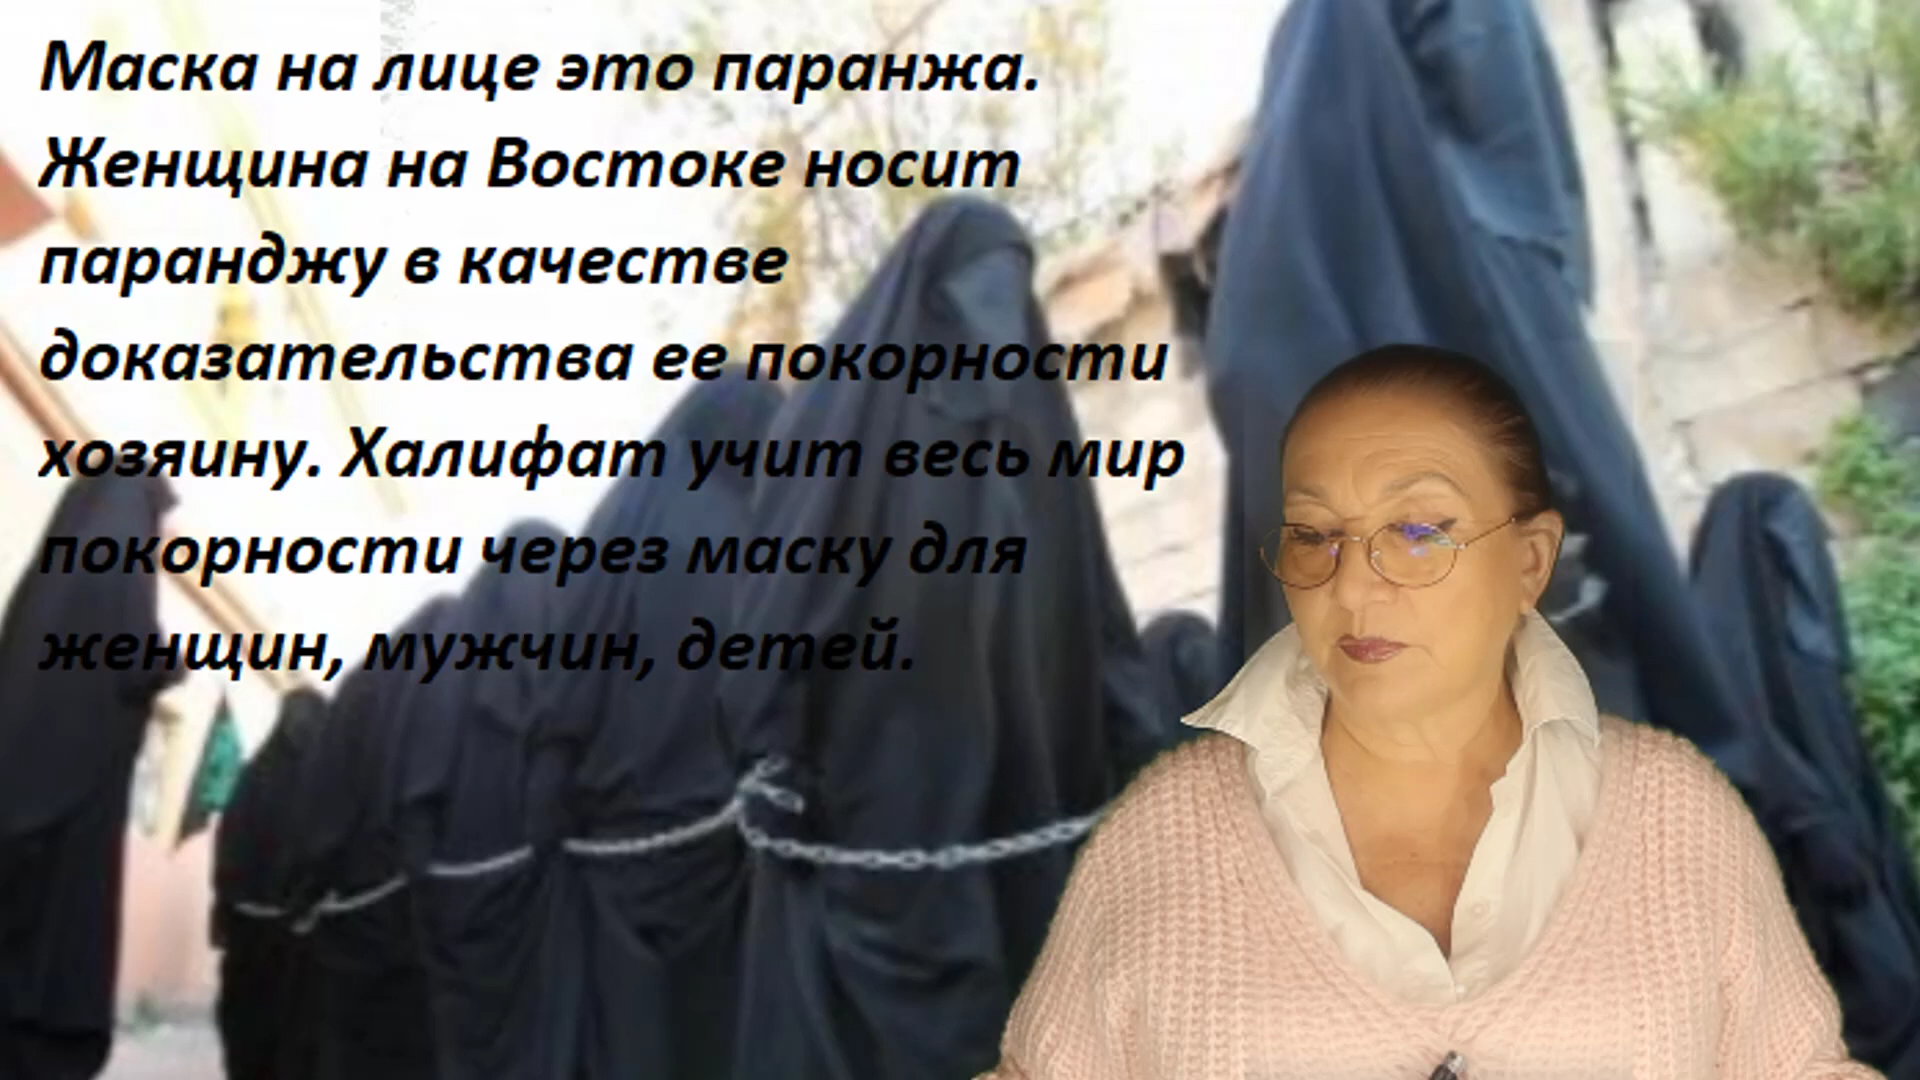 Маска на лице это паранжа.
Женщина на Востоке носит
паранджу в качестве
доказательства ее покорности
хозяину. Халифат учит весь мир
покорности через маску для
женщин, мужчин, детей.